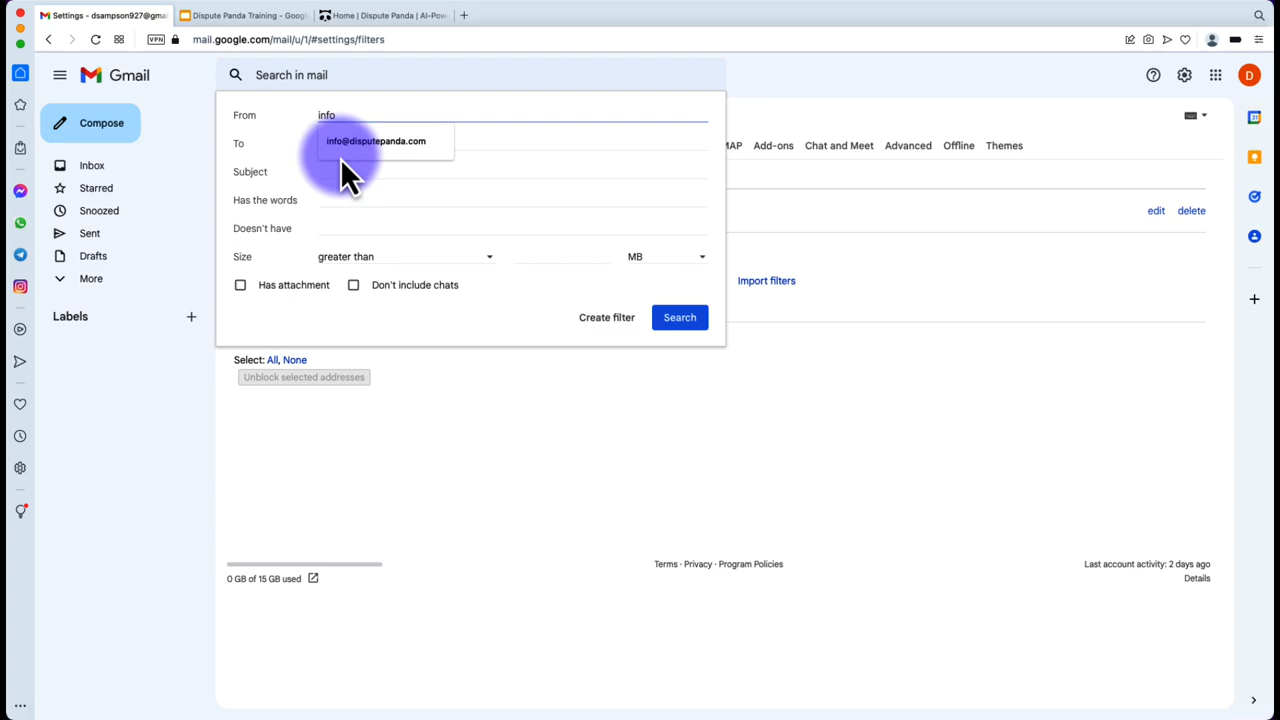 Settings - dsampson927@gmai
Dispute Panda Training - Google
Home | Dispute Panda | AI-Pow
VPN
mail.google.com/mail/u/1/#settings/filters
Gmail
Search in mail
D
Compose
From info
info@disputepanda.com
To
MAP Add-ons Chat and Meet Advanced Offline Themes
Inbox
Subject
Starred
Has the words
Snoozed
edit delete
Doesn't have
Sent
Size greater than MB
Drafts
More
Has attachment Don't include chats
Import filters
Labels
Create filter Search
Select: All, None
Unblock selected addresses
0 GB of 15 GB used
Terms · Privacy · Program Policies
Last account activity: 2 days ago
Details